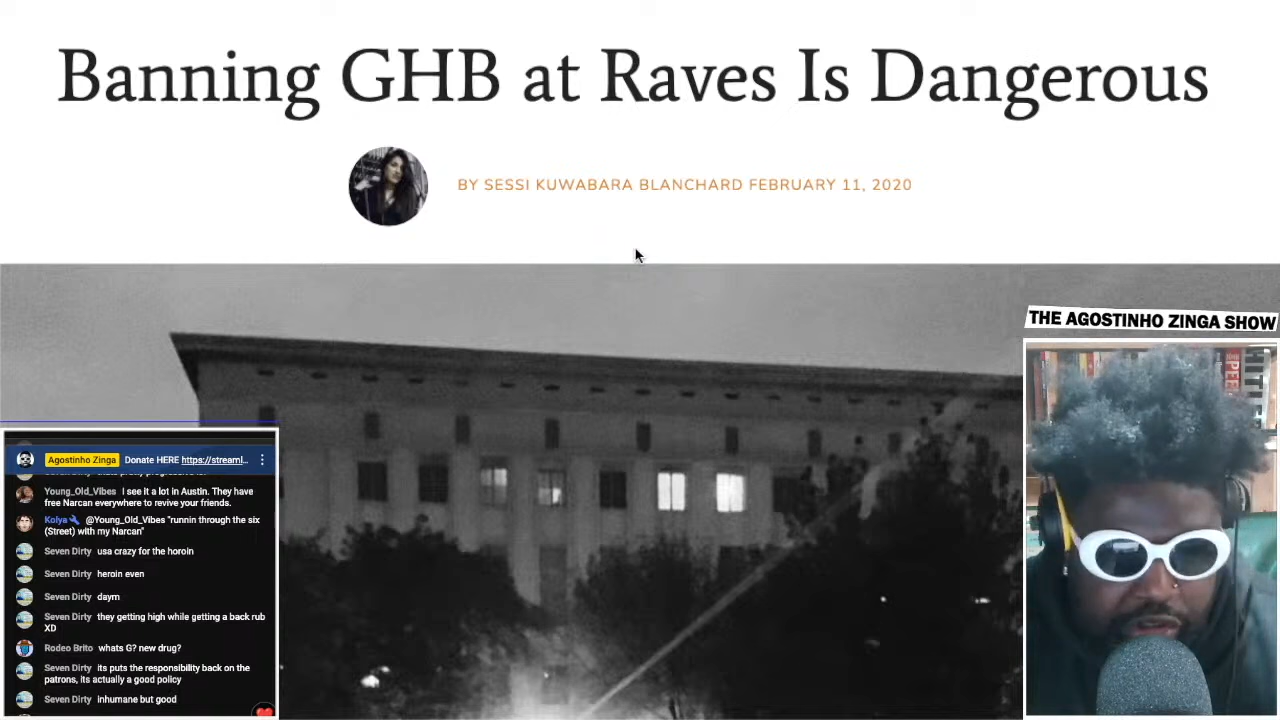 Banning GHB at Raves Is Dangerous
BY SESSI KUWABARA BLANCHARD FEBRUARY 11, 2020
THE AGOSTINHO ZINGA SHOW
Agostinho Zinga Donate HERE https://streaml...
Young_Old_Vibes I see it a lot in Austin. They have
free Narcan everywhere to revive your friends.
Kolya @Young_Old_Vibes "runnin through the six
(Street) with my Narcan"
Seven Dirty usa crazy for the horoin
Seven Dirty heroin even
Seven Dirty daym
Seven Dirty they getting high while getting a back rub
XD
Rodeo Brito whats G? new drug?
Seven Dirty its puts the responsibility back on the
patrons, its actually a good policy
Seven Dirty inhumane but good